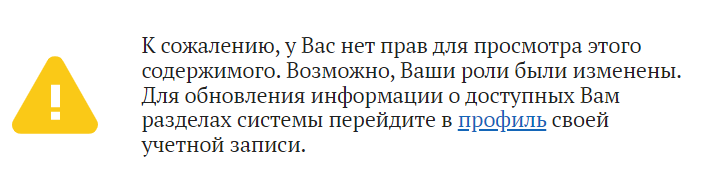 К сожалению, у Вас нет прав для просмотра этого
содержимого. Возможно, Ваши роли были изменены.
Для обновления информации о доступных Вам
разделах системы перейдите в профиль своей
учетной записи.